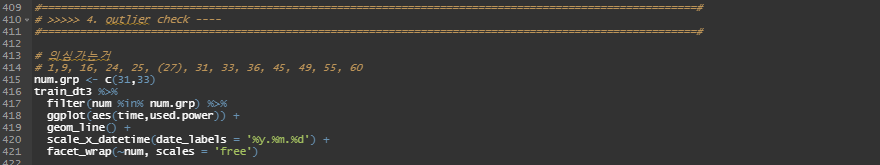 409 #===============================================================================================#
410 # >>>>> 4. outlier check ----
411 #===============================================================================================#
412
413 # 의심가는거
414 # 1,9, 16, 24, 25, (27), 31, 33, 36, 45, 49, 55, 60
415 num.grp <- c(31,33)
416 train_dt3 %>%
417 filter(num %in% num.grp) %>%
418 ggplot(aes(time,used.power)) +
419 geom_line() +
420 scale_x_datetime(date_labels = '%y.%m.%d') +
421 facet_wrap(~num, scales = 'free')
422